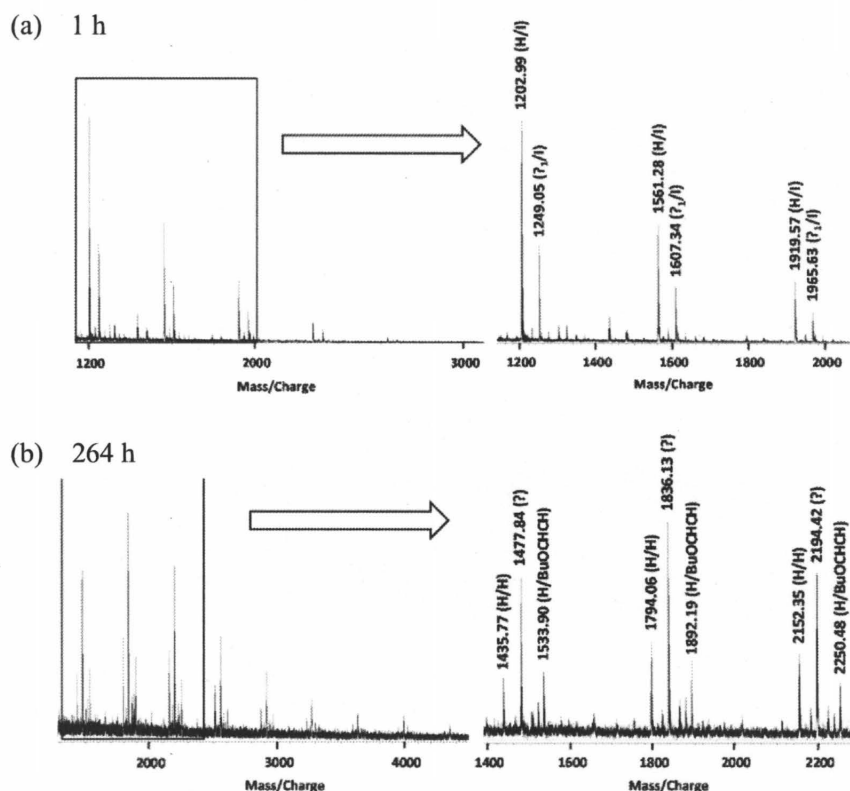 (a) 1 h
1202.99 (H/I)
1249.05 (?₁/I)
1561.28 (H/I)
1607.34 (?₁/I)
1919.57 (H/I)
1965.63 (?₁/I)
1200 2000 3000
Mass/Charge
1200 1400 1600 1800 2000
Mass/Charge
(b) 264 h
1435.77 (H/H)
1477.84 (?)
1533.90 (H/BuOCHCH)
1794.06 (H/H)
1836.13 (?)
1892.19 (H/BuOCHCH)
2152.35 (H/H)
2194.42 (?)
2250.48 (H/BuOCHCH)
2000 3000 4000
Mass/Charge
1400 1600 1800 2000 2200
Mass/Charge